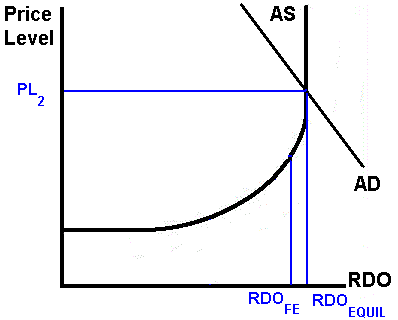 Price
Level
AS
PL2
AD
RDO
RDOFE
RDOEQUIL